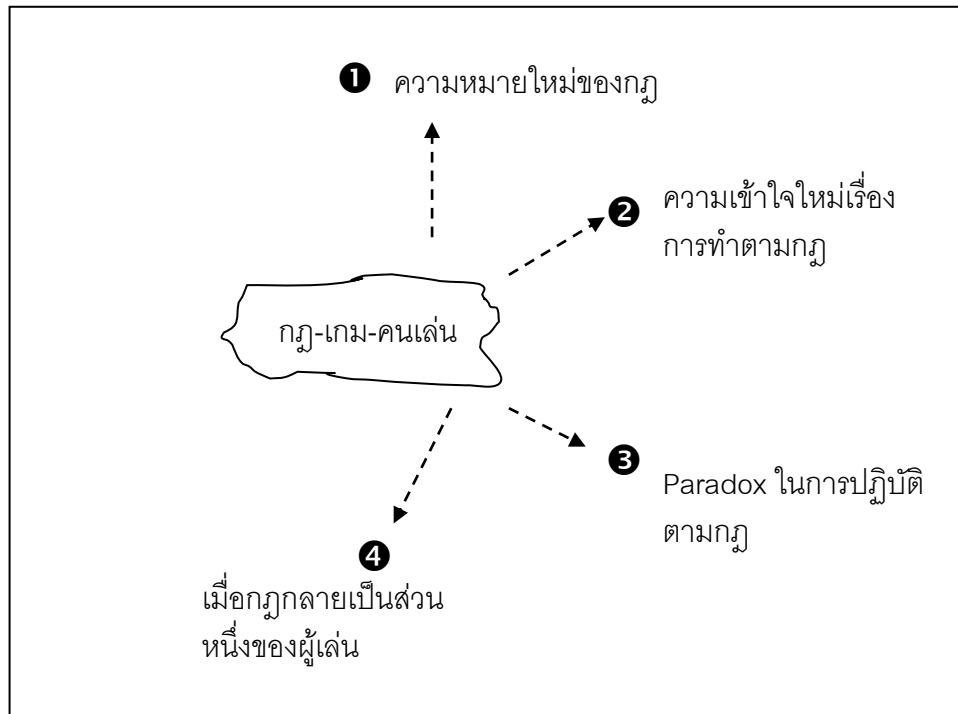 ❶ ความหมายใหม่ของกฎ
❷ ความเข้าใจใหม่เรื่อง
การทำตามกฎ
กฎ-เกม-คนเล่น
❸
Paradox ในการปฏิบัติ
ตามกฎ
❹
เมื่อกฎกลายเป็นส่วน
หนึ่งของผู้เล่น